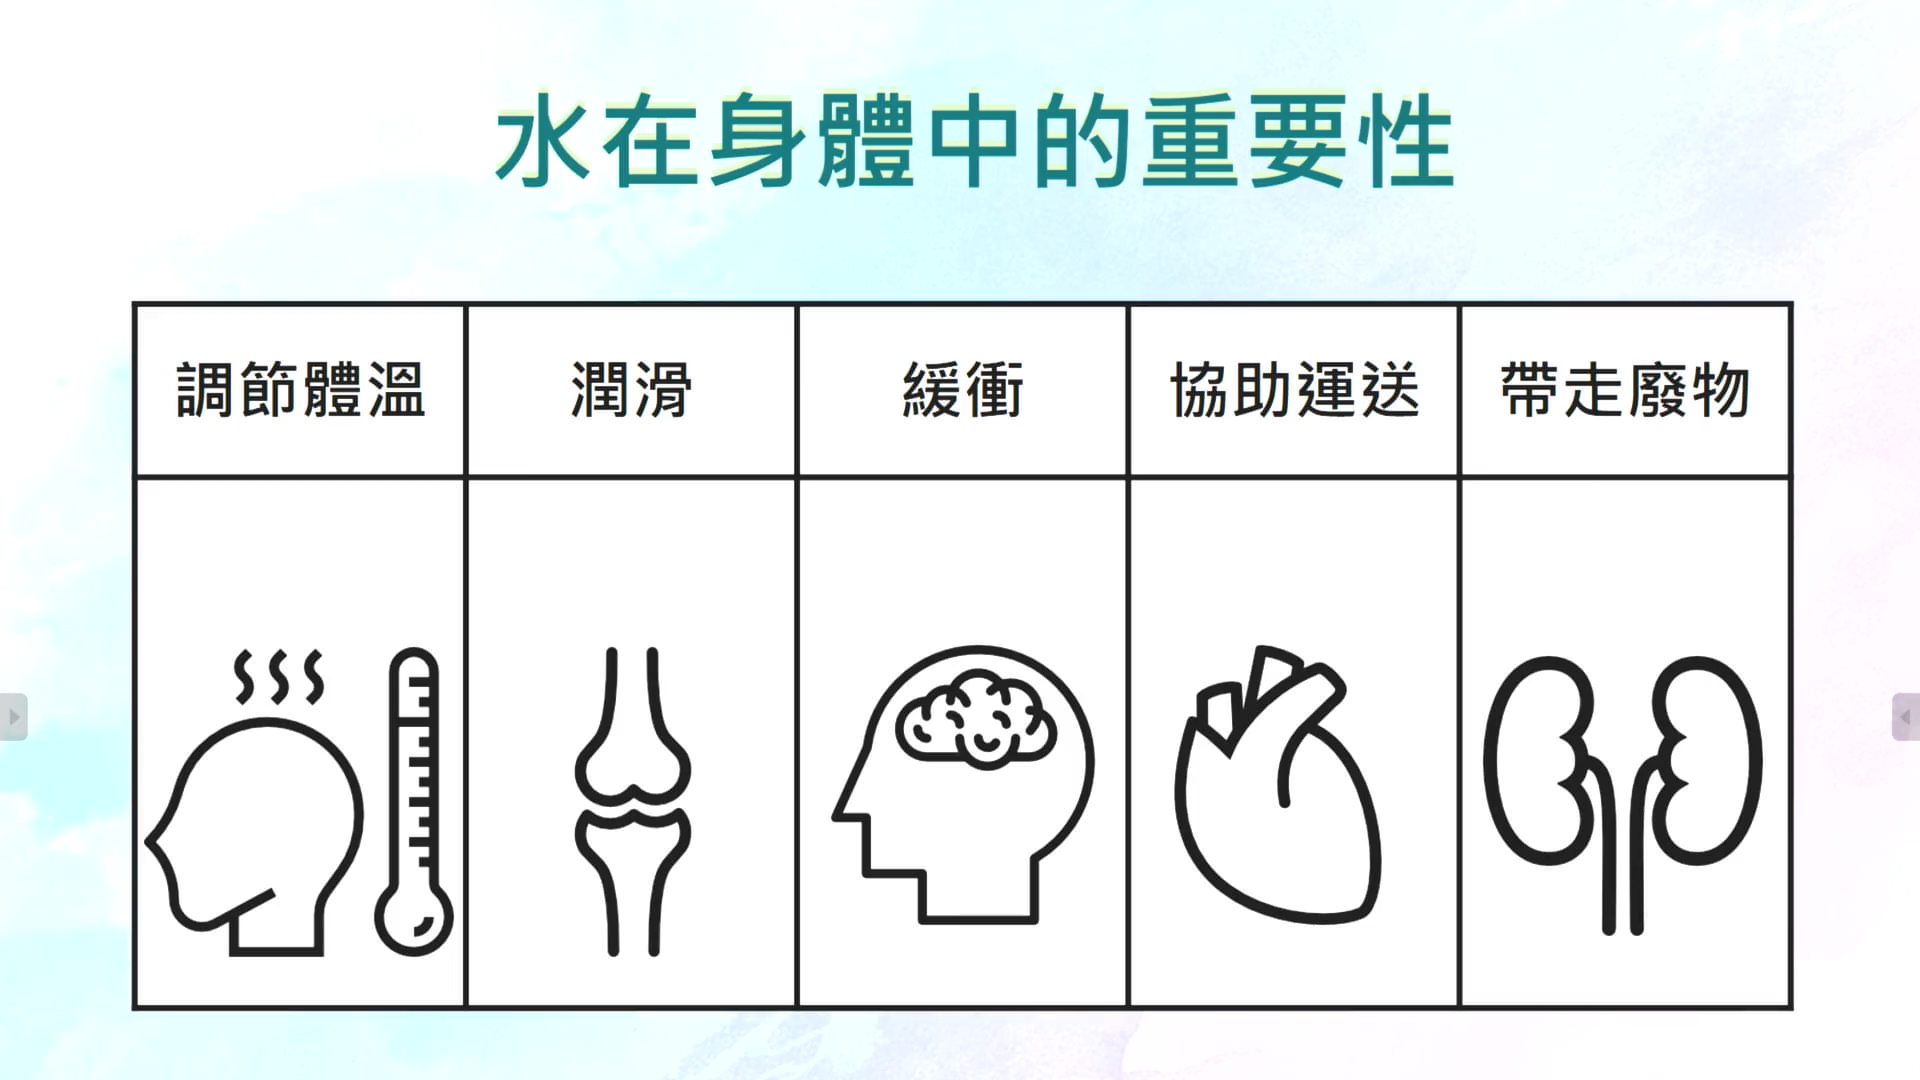 水在身體中的重要性
調節體溫
潤滑
緩衝
協助運送
帶走廢物